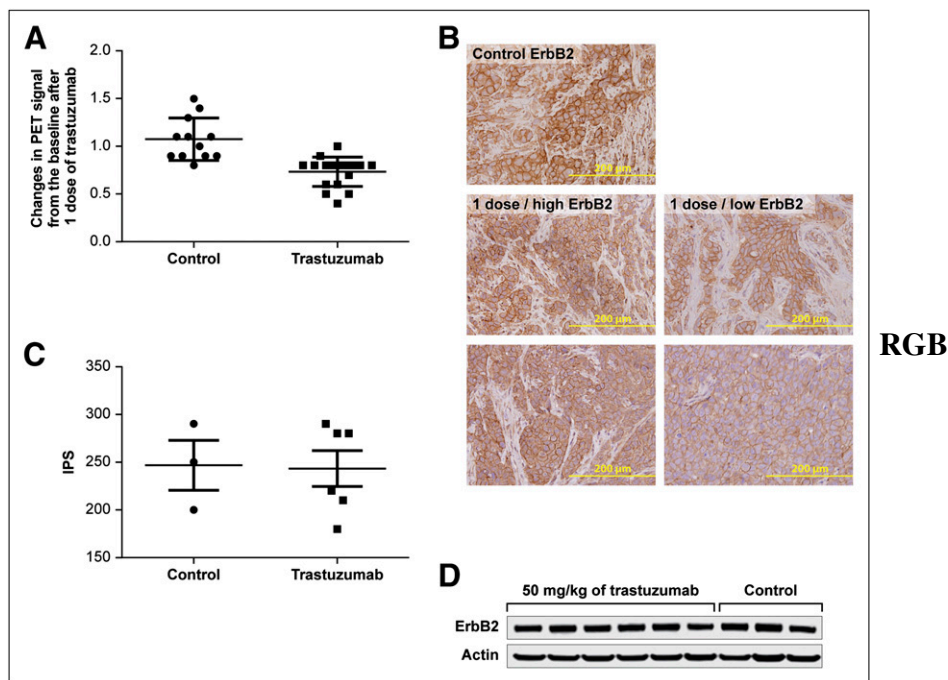 A
Changes in PET signal
from the baseline after
1 dose of trastuzumab
2.0
1.5
1.0
0.5
0.0
Control
Trastuzumab
B
Control ErbB2
200 µm
1 dose / high ErbB2
200 µm
1 dose / low ErbB2
200 µm
200 µm
200 µm
RGB
C
IPS
350
300
250
200
150
Control
Trastuzumab
D
50 mg/kg of trastuzumab
Control
ErbB2
Actin